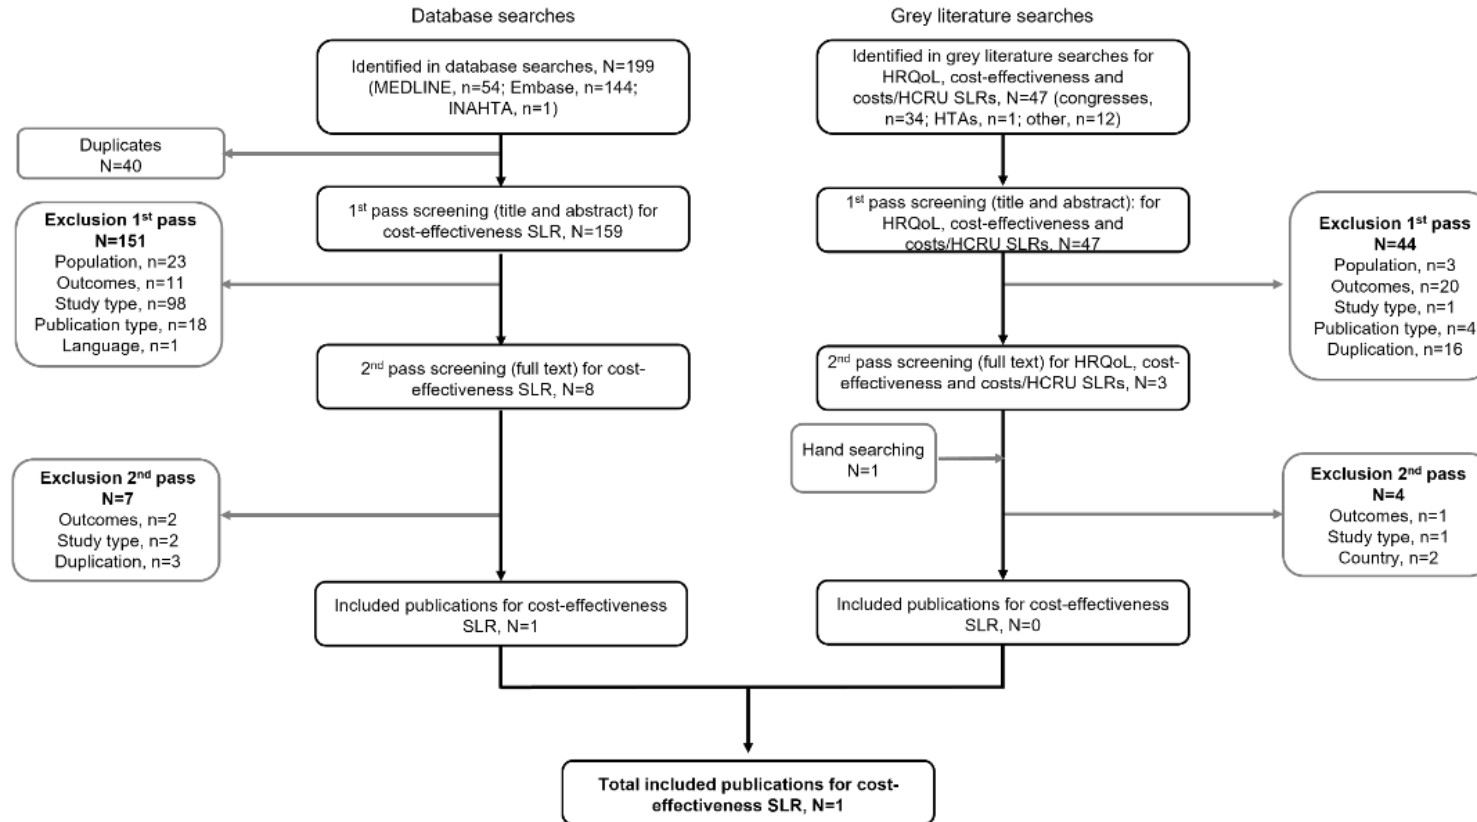 Database searches
Grey literature searches
Identified in database searches, N=199
(MEDLINE, n=54; Embase, n=144;
INAHTA, n=1)
Identified in grey literature searches for
HRQoL, cost-effectiveness and
costs/HCRU SLRs, N=47 (congresses,
n=34; HTAs, n=1; other, n=12)
Duplicates
N=40
1st pass screening (title and abstract) for
cost-effectiveness SLR, N=159
1st pass screening (title and abstract): for
HRQoL, cost-effectiveness and
costs/HCRU SLRs, N=47
Exclusion 1st pass
N=151
Population, n=23
Outcomes, n=11
Study type, n=98
Publication type, n=18
Language, n=1
Exclusion 1st pass
N=44
Population, n=3
Outcomes, n=20
Study type, n=1
Publication type, n=4
Duplication, n=16
2nd pass screening (full text) for cost-
effectiveness SLR, N=8
2nd pass screening (full text) for HRQoL, cost-
effectiveness and costs/HCRU SLRs, N=3
Hand searching
N=1
Exclusion 2nd pass
N=7
Outcomes, n=2
Study type, n=2
Duplication, n=3
Exclusion 2nd pass
N=4
Outcomes, n=1
Study type, n=1
Country, n=2
Included publications for cost-effectiveness
SLR, N=1
Included publications for cost-effectiveness
SLR, N=0
Total included publications for cost-
effectiveness SLR, N=1